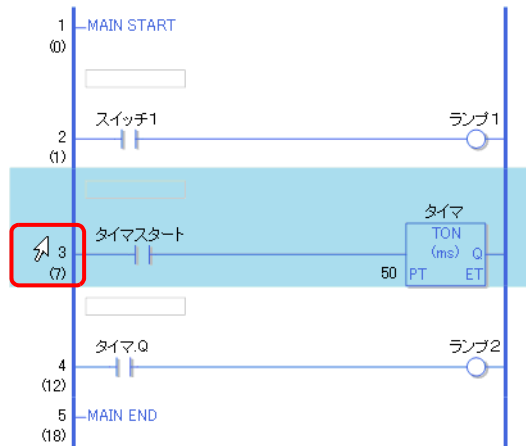 1 MAIN START
(0)
スイッチ1 ランプ1
2
(1)
タイマ
タイマスタート TON
3 (ms) Q
(7) 50 PT ET
タイマ.Q ランプ2
4
(12)
5 MAIN END
(18)